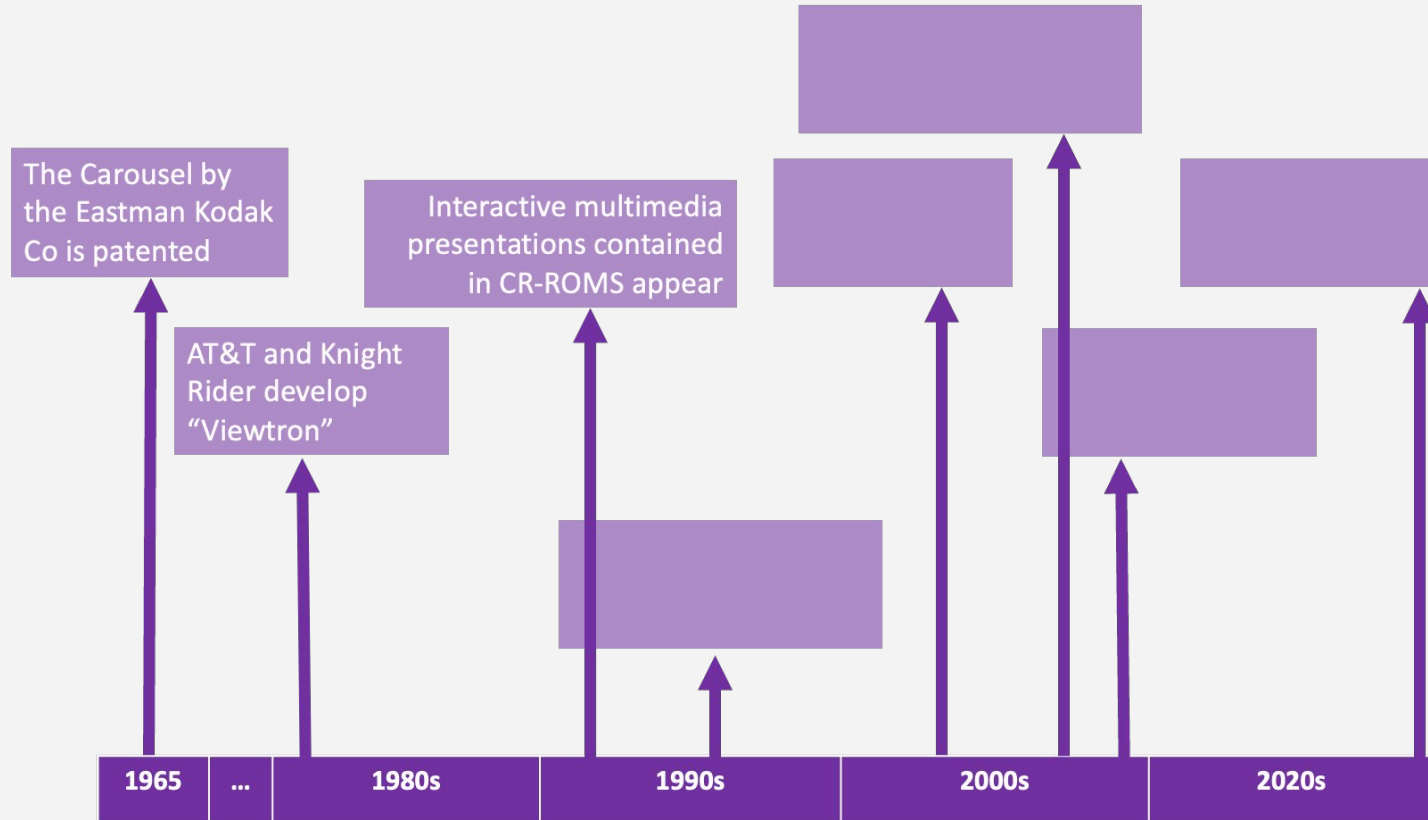 The Carousel by
the Eastman Kodak
Co is patented
AT&T and Knight
Rider develop
“Viewtron”
Interactive multimedia
presentations contained
in CR-ROMS appear
1965
...
1980s
1990s
2000s
2020s